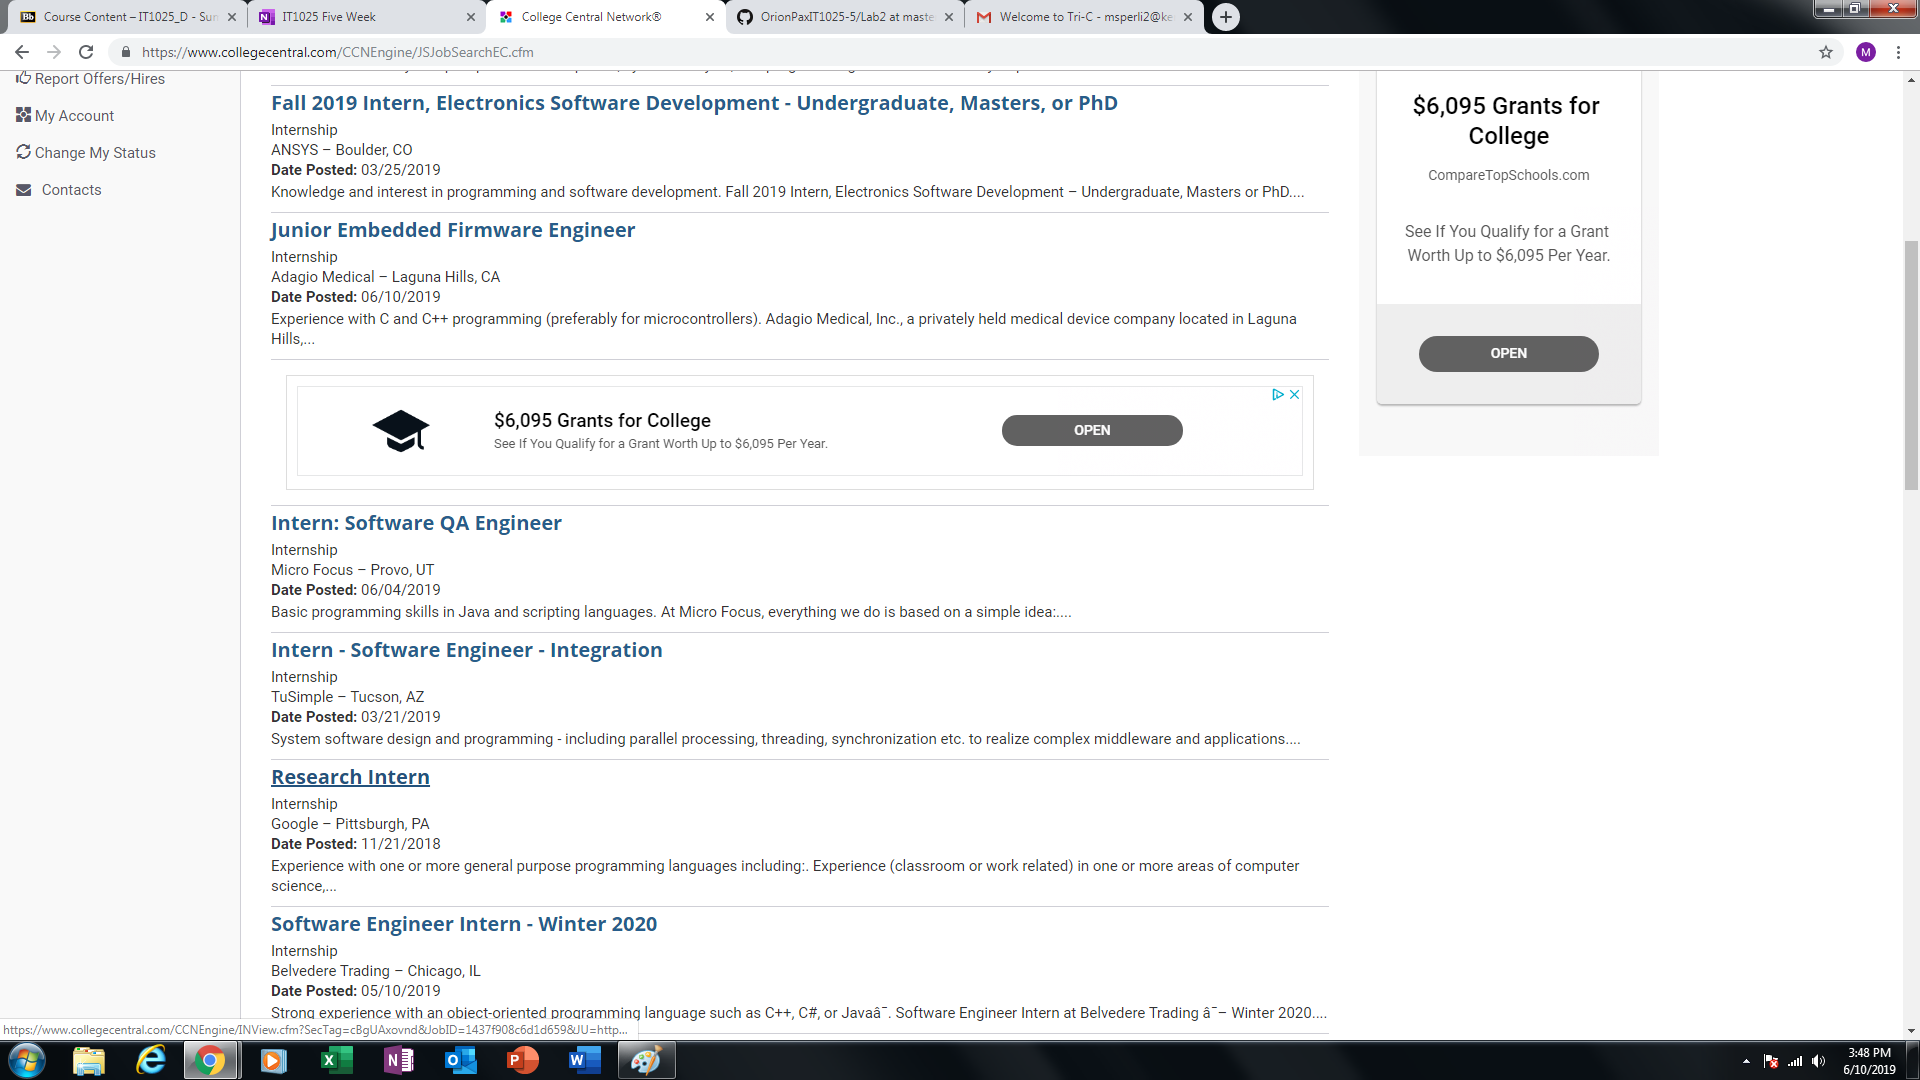 Course Content – IT1025_D - Sun
IT1025 Five Week
College Central Network®
OrionPaxIT1025-5/Lab2 at maste
Welcome to Tri-C - msperli2@ke
https://www.collegecentral.com/CCNEngine/JSJobSearchEC.cfm
M
Report Offers/Hires
My Account
Change My Status
Contacts
Fall 2019 Intern, Electronics Software Development - Undergraduate, Masters, or PhD
Internship
ANSYS – Boulder, CO
Date Posted: 03/25/2019
Knowledge and interest in programming and software development. Fall 2019 Intern, Electronics Software Development – Undergraduate, Masters or PhD....
Junior Embedded Firmware Engineer
Internship
Adagio Medical – Laguna Hills, CA
Date Posted: 06/10/2019
Experience with C and C++ programming (preferably for microcontrollers). Adagio Medical, Inc., a privately held medical device company located in Laguna
Hills,...
$6,095 Grants for College
See If You Qualify for a Grant Worth Up to $6,095 Per Year.
OPEN
Intern: Software QA Engineer
Internship
Micro Focus – Provo, UT
Date Posted: 06/04/2019
Basic programming skills in Java and scripting languages. At Micro Focus, everything we do is based on a simple idea:....
Intern - Software Engineer - Integration
Internship
TuSimple – Tucson, AZ
Date Posted: 03/21/2019
System software design and programming - including parallel processing, threading, synchronization etc. to realize complex middleware and applications....
Research Intern
Internship
Google – Pittsburgh, PA
Date Posted: 11/21/2018
Experience with one or more general purpose programming languages including:. Experience (classroom or work related) in one or more areas of computer
science,...
Software Engineer Intern - Winter 2020
Internship
Belvedere Trading – Chicago, IL
Date Posted: 05/10/2019
Strong experience with an object-oriented programming language such as C++, C#, or Javaâ¯. Software Engineer Intern at Belvedere Trading â¯– Winter 2020....
$6,095 Grants for
College
CompareTopSchools.com
See If You Qualify for a Grant
Worth Up to $6,095 Per Year.
OPEN
https://www.collegecentral.com/CCNEngine/INView.cfm?SecTag=cBgUAxovnd&JobID=1437f908c6d1d659&JU=http...
3:48 PM
6/10/2019